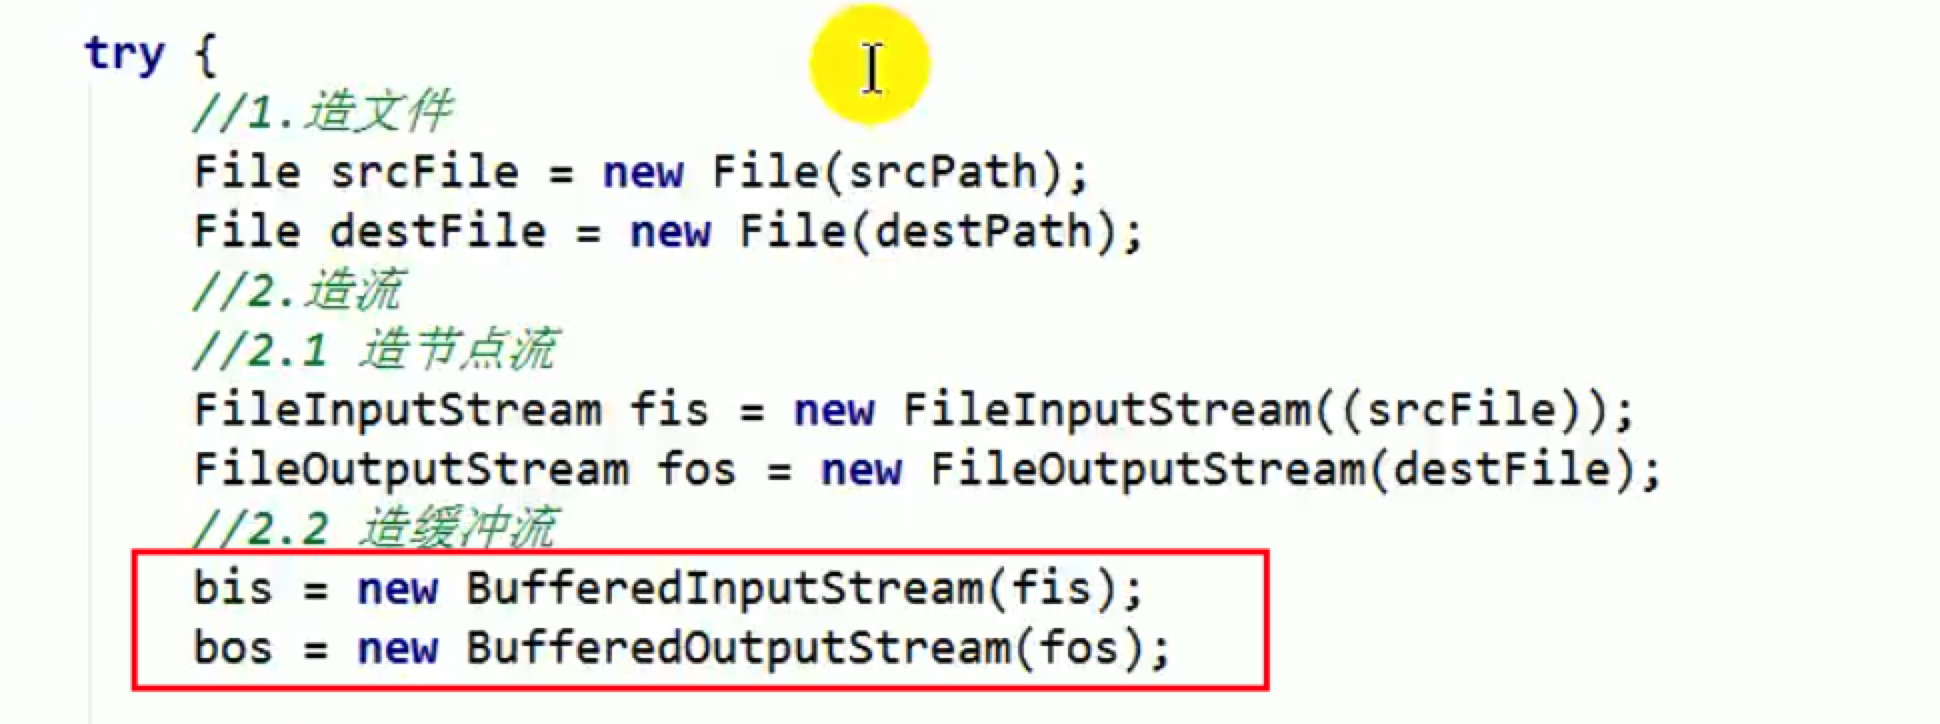 try {
//1.造文件
File srcFile = new File(srcPath);
File destFile = new File(destPath);
//2.造流
//2.1 造节点流
FileInputStream fis = new FileInputStream((srcFile));
FileOutputStream fos = new FileOutputStream(destFile);
//2.2 造缓冲流
bis = new BufferedInputStream(fis);
bos = new BufferedOutputStream(fos);